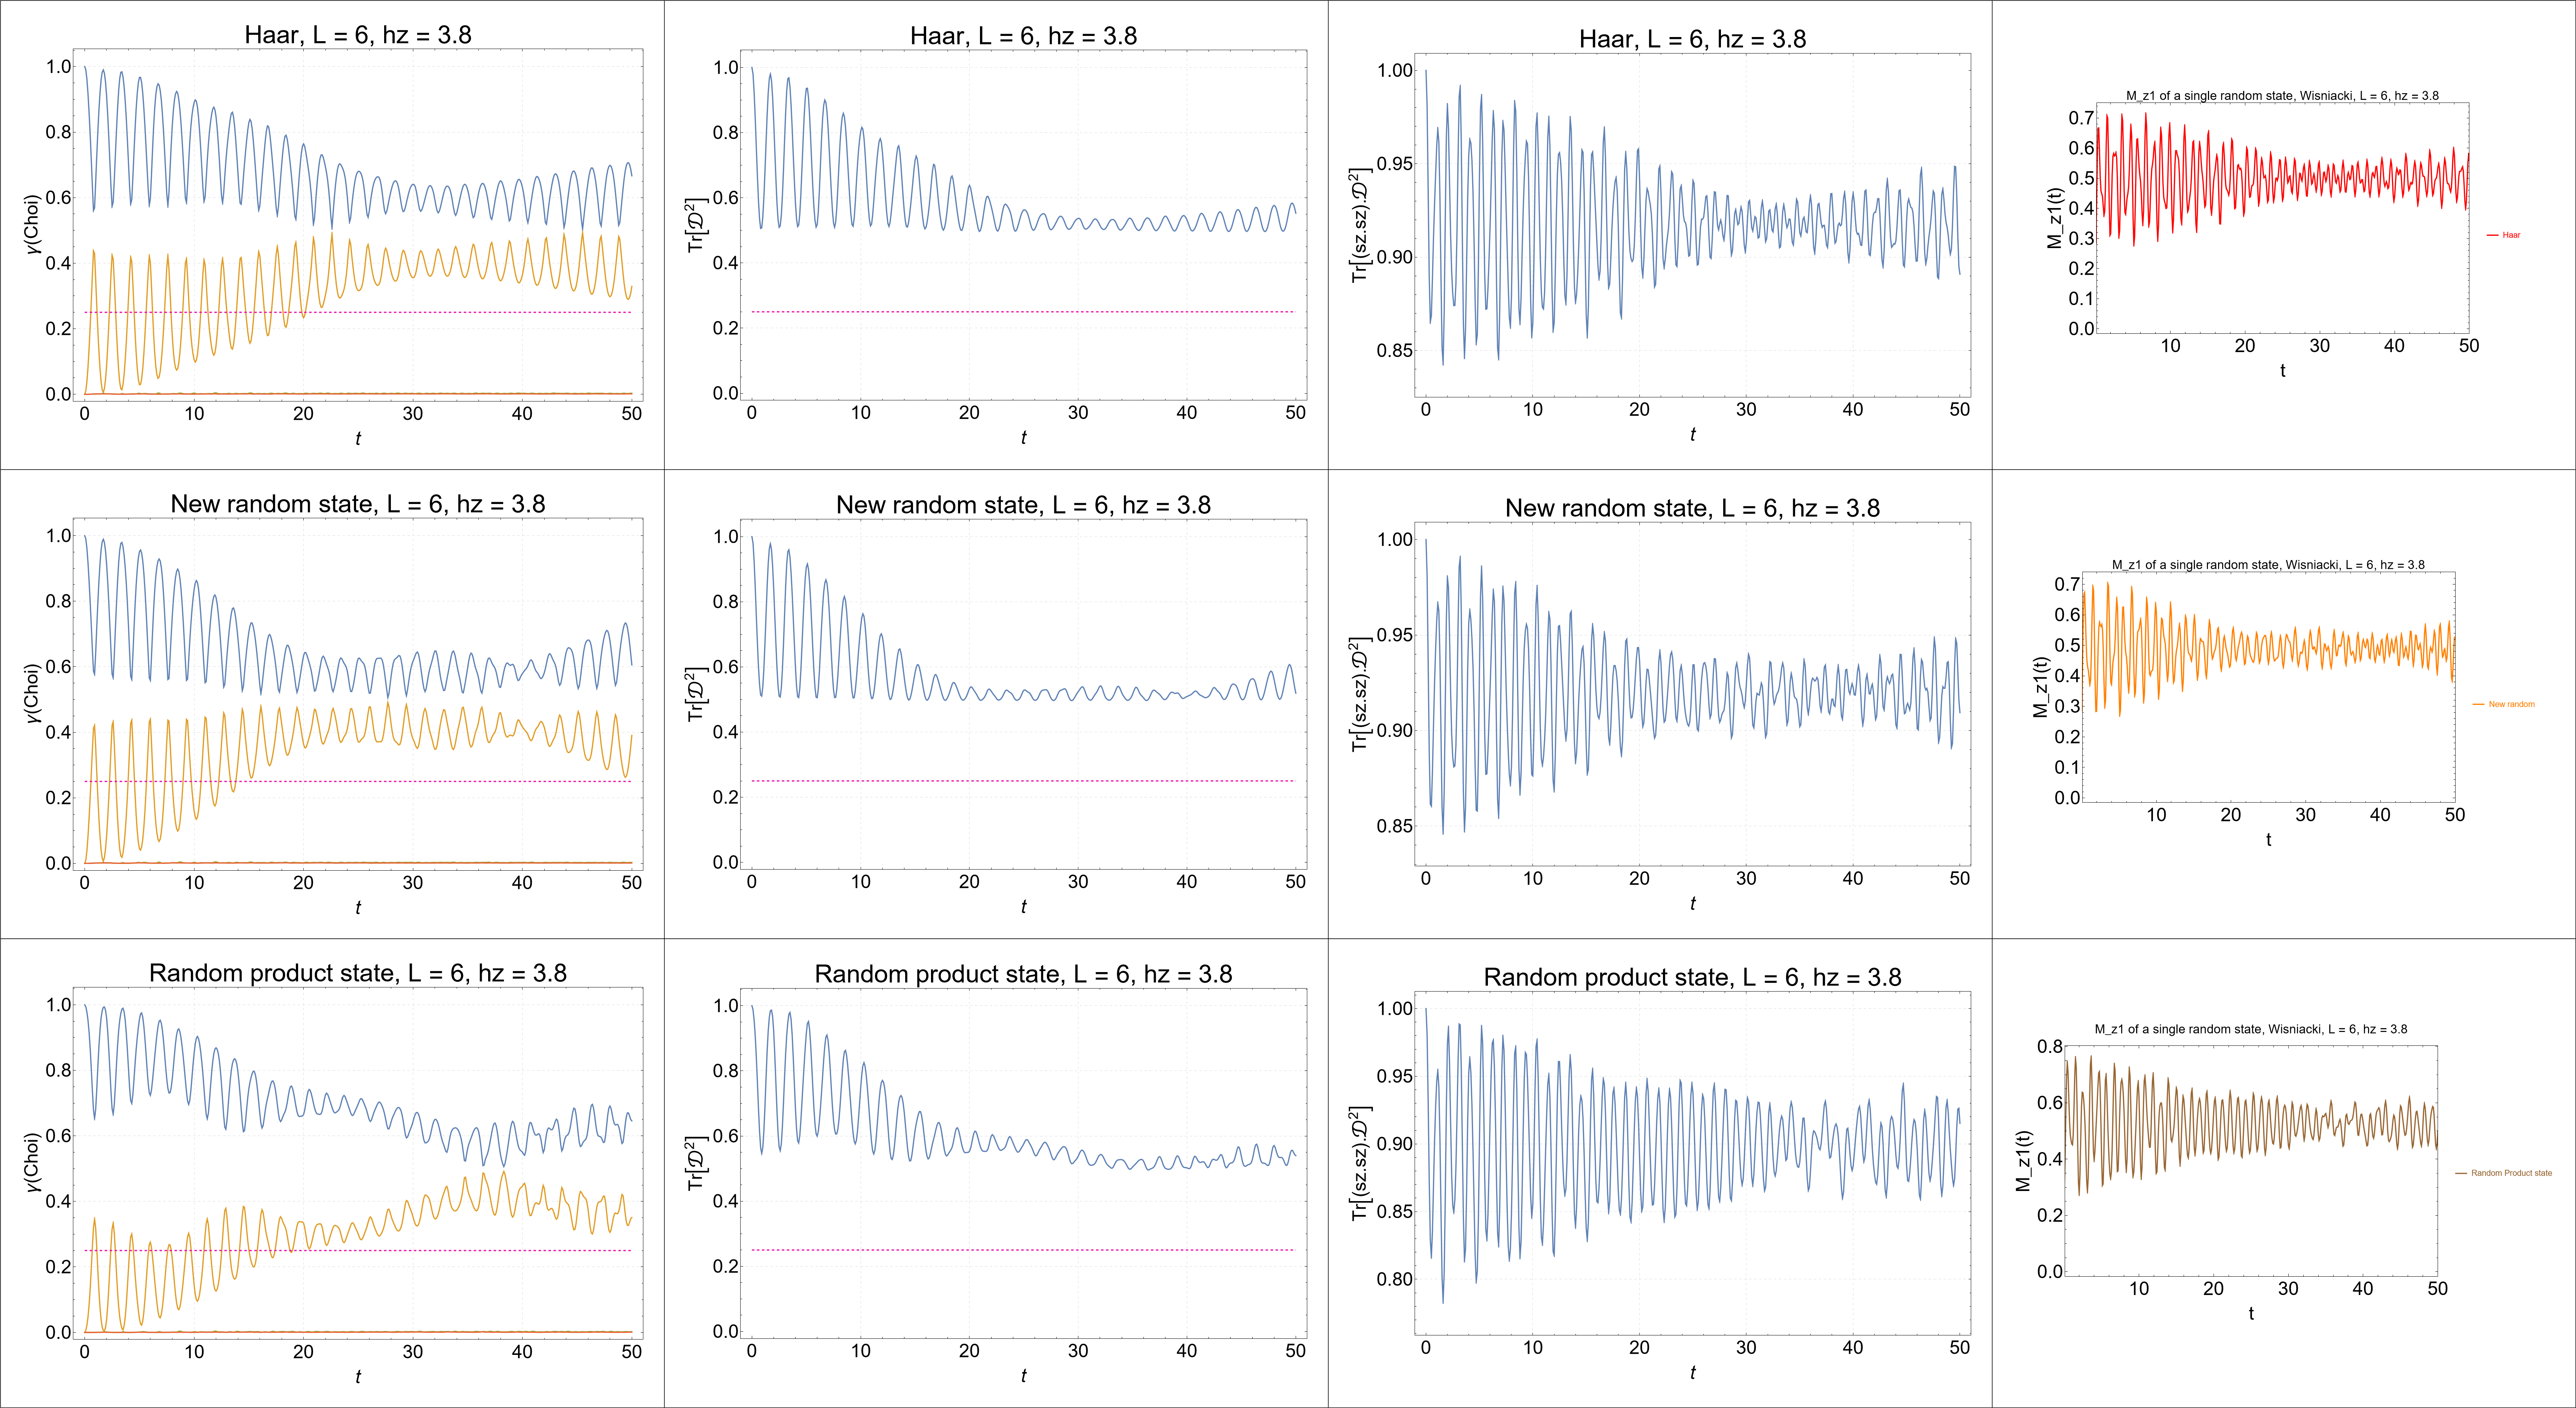 Haar, L = 6, hz = 3.8
γ(Choi)
1.0
0.8
0.6
0.4
0.2
0.0
0 10 20 30 40 50
t
Haar, L = 6, hz = 3.8
Tr[𝒟²]
1.0
0.8
0.6
0.4
0.2
0.0
0 10 20 30 40 50
t
Haar, L = 6, hz = 3.8
Tr[(sz.sz).𝒟²]
1.00
0.95
0.90
0.85
0 10 20 30 40 50
t
M_z1 of a single random state, Wisniacki, L = 6, hz = 3.8
M_z1(t)
0.7
0.6
0.5
0.4
0.3
0.2
0.1
0.0
10 20 30 40 50
t
Haar
New random state, L = 6, hz = 3.8
γ(Choi)
1.0
0.8
0.6
0.4
0.2
0.0
0 10 20 30 40 50
t
New random state, L = 6, hz = 3.8
Tr[𝒟²]
1.0
0.8
0.6
0.4
0.2
0.0
0 10 20 30 40 50
t
New random state, L = 6, hz = 3.8
Tr[(sz.sz).𝒟²]
1.00
0.95
0.90
0.85
0 10 20 30 40 50
t
M_z1 of a single random state, Wisniacki, L = 6, hz = 3.8
M_z1(t)
0.7
0.6
0.5
0.4
0.3
0.2
0.1
0.0
10 20 30 40 50
t
New random
Random product state, L = 6, hz = 3.8
γ(Choi)
1.0
0.8
0.6
0.4
0.2
0.0
0 10 20 30 40 50
t
Random product state, L = 6, hz = 3.8
Tr[𝒟²]
1.0
0.8
0.6
0.4
0.2
0.0
0 10 20 30 40 50
t
Random product state, L = 6, hz = 3.8
Tr[(sz.sz).𝒟²]
1.00
0.95
0.90
0.85
0.80
0 10 20 30 40 50
t
M_z1 of a single random state, Wisniacki, L = 6, hz = 3.8
M_z1(t)
0.8
0.6
0.4
0.2
0.0
10 20 30 40 50
t
Random Product state